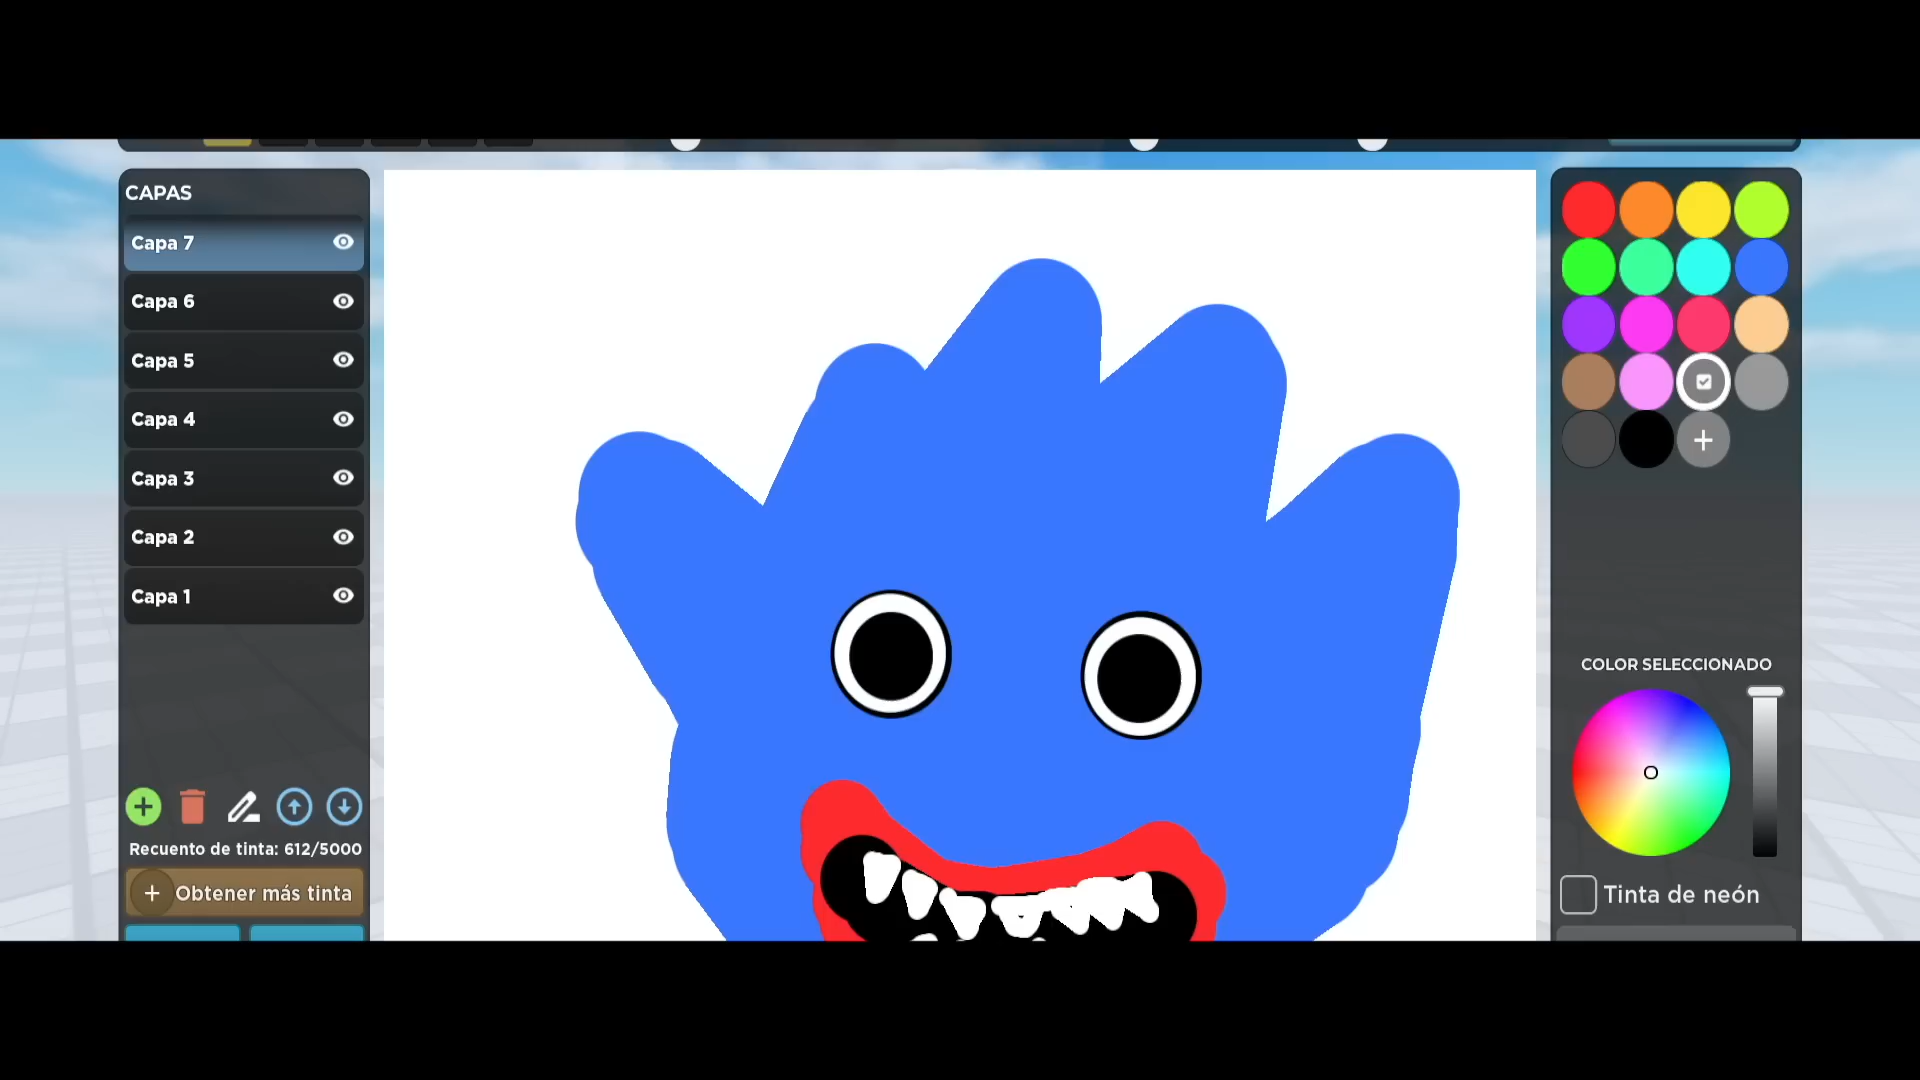 CAPAS
Capa 7
Capa 6
Capa 5
Capa 4
Capa 3
Capa 2
Capa 1
Recuento de tinta: 612/5000
+ Obtener más tinta
COLOR SELECCIONADO
Tinta de neón